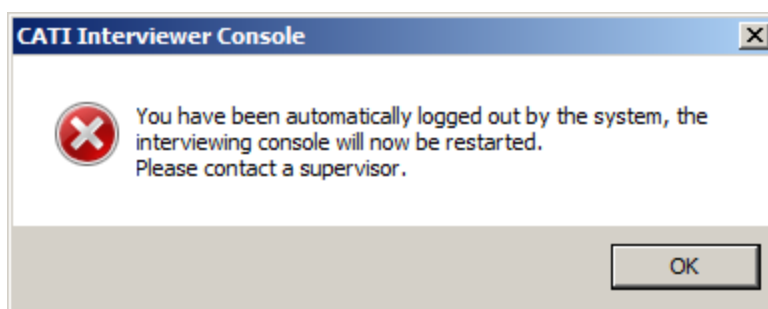 CATI Interviewer Console
You have been automatically logged out by the system, the
interviewing console will now be restarted.
Please contact a supervisor.
OK